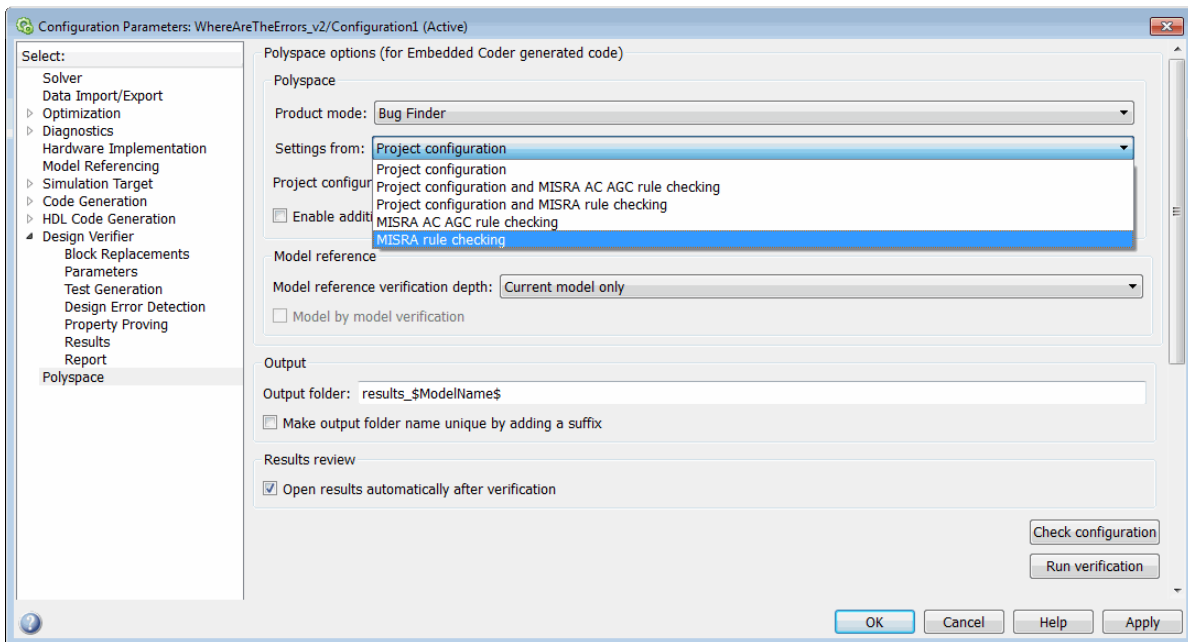 Configuration Parameters: WhereAreTheErrors_v2/Configuration1 (Active)
Select:
Solver
Data Import/Export
Optimization
Diagnostics
Hardware Implementation
Model Referencing
Simulation Target
Code Generation
HDL Code Generation
Design Verifier
Block Replacements
Parameters
Test Generation
Design Error Detection
Property Proving
Results
Report
Polyspace
Polyspace options (for Embedded Coder generated code)
Polyspace
Product mode: Bug Finder
Settings from: Project configuration
Project configuration
Project configuration and MISRA AC AGC rule checking
Project configuration and MISRA rule checking
MISRA AC AGC rule checking
MISRA rule checking
Project configur
Enable additi
Model reference
Model reference verification depth: Current model only
Model by model verification
Output
Output folder: results_$ModelName$
Make output folder name unique by adding a suffix
Results review
Open results automatically after verification
Check configuration
Run verification
OK Cancel Help Apply